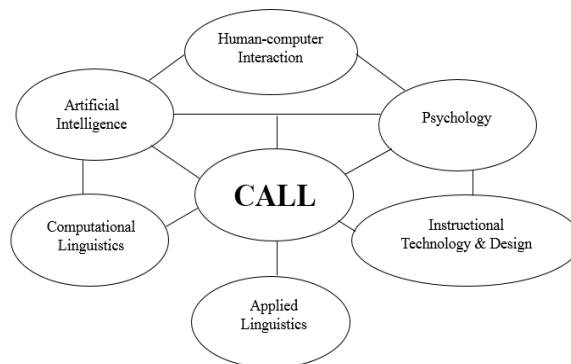 Human-computer
Interaction
Artificial
Intelligence
Psychology
CALL
Computational
Linguistics
Instructional
Technology & Design
Applied
Linguistics